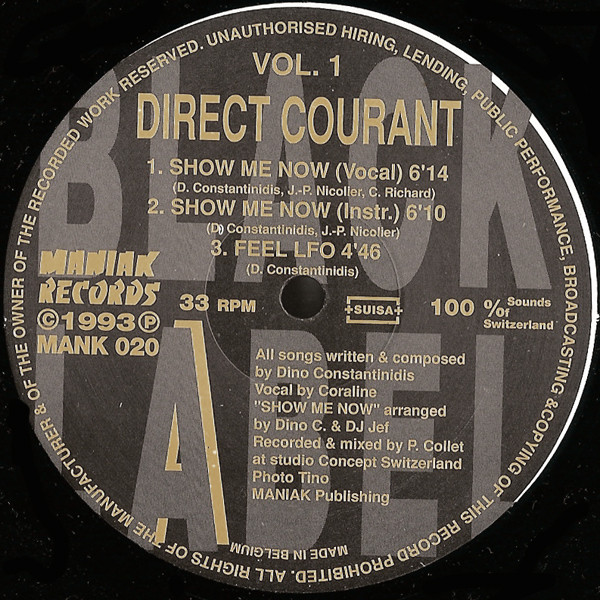 ALL RIGHTS OF THE MANUFACTURER & OF THE OWNER OF THE RECORDED WORK RESERVED. UNAUTHORISED HIRING, LENDING, PUBLIC PERFORMANCE, BROADCASTING & COPYING OF THIS RECORD PROHIBITED.
BLACK
VOL. 1
DIRECT COURANT
1. SHOW ME NOW (Vocal) 6'14
(D. Constantinidis, J.-P. Nicoller, C. Richard)
2. SHOW ME NOW (Instr.) 6'10
(D. Constantinidis, J.-P. Nicoller)
3. FEEL LFO 4'46
(D. Constantinidis)
MANIAK
RECORDS
©1993℗
MANK 020
33 RPM
SUISA
100 % Sounds of Switzerland
LABEL
A
All songs written & composed
by Dino Constantinidis
Vocal by Coraline
"SHOW ME NOW" arranged
by Dino C. & DJ Jef
Recorded & mixed by P. Collet
at studio Concept Switzerland
Photo Tino
MANIAK Publishing
MADE IN BELGIUM